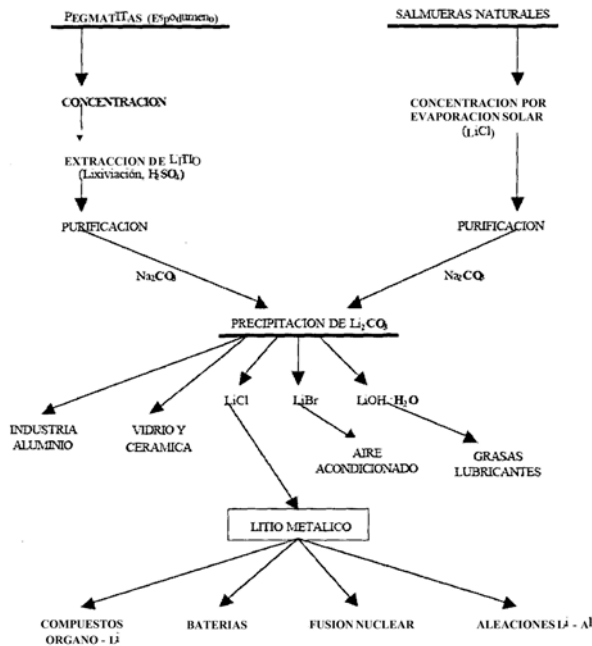 PEGMATITAS (Espodumeno)
SALMUERAS NATURALES
CONCENTRACION
CONCENTRACION POR
EVAPORACION SOLAR
(LiCl)
EXTRACCION DE LITIO
(Lixiviación, H₂SO₄)
PURIFICACION
PURIFICACION
Na₂CO₃
Na₂CO₃
PRECIPITACION DE Li₂CO₃
LiCl
LiBr
LiOH·H₂O
INDUSTRIA
ALUMINIO
VIDRIO Y
CERAMICA
AIRE
ACONDICIONADO
GRASAS
LUBRICANTES
LITIO METALICO
COMPUESTOS
ORGANO - Li
BATERIAS
FUSION NUCLEAR
ALEACIONES Li - Al